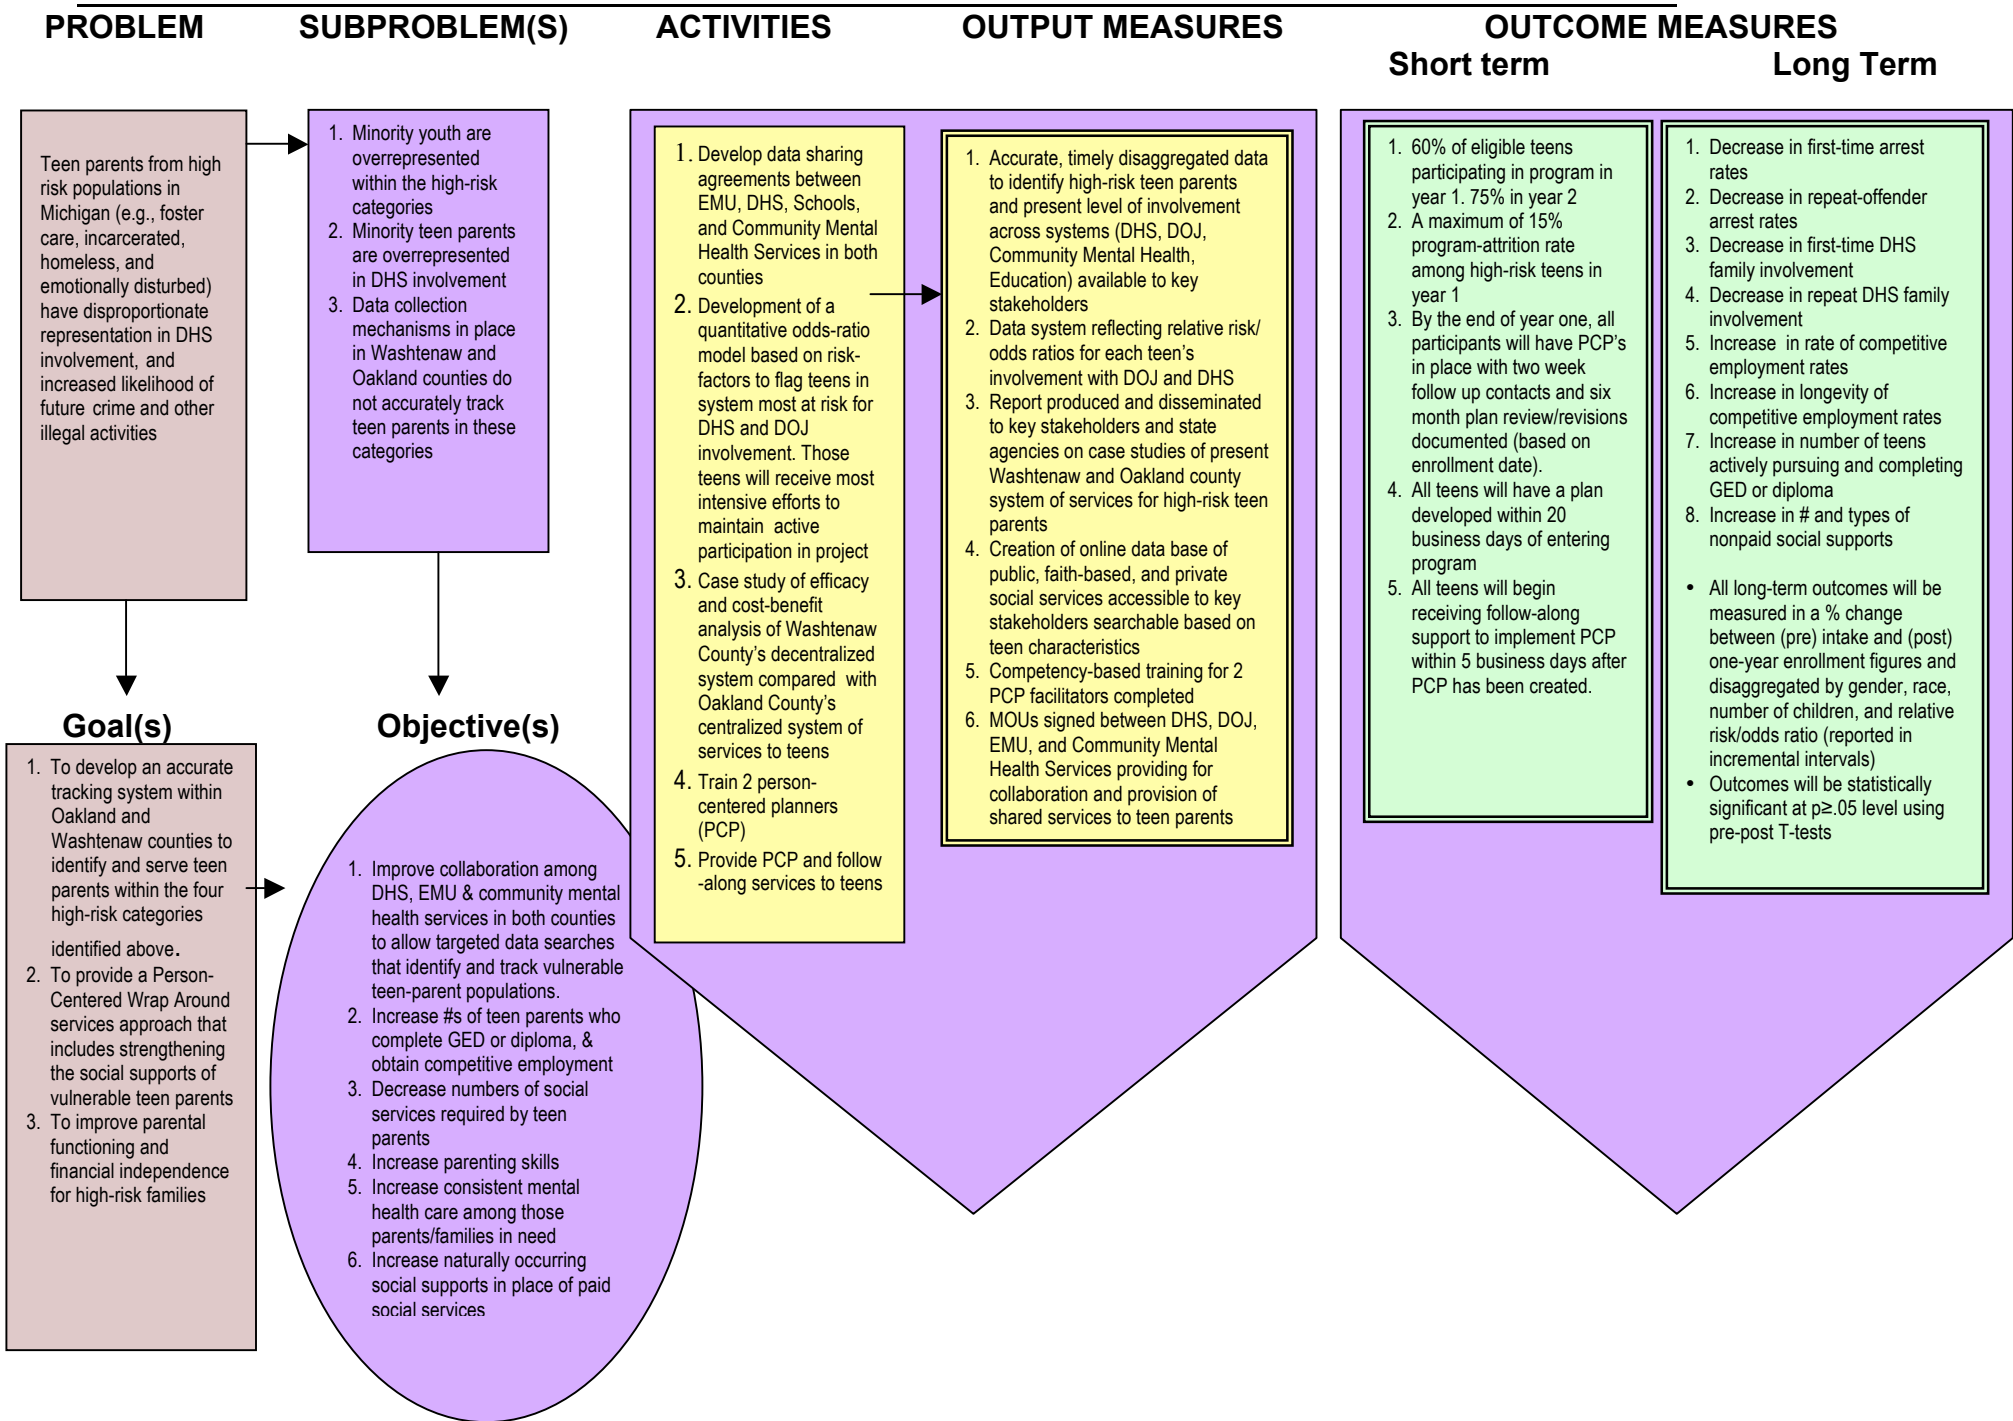 PROBLEM
SUBPROBLEM(S)
ACTIVITIES
OUTPUT MEASURES
OUTCOME MEASURES
Short term
Long Term
Teen parents from high
risk populations in
Michigan (e.g., foster
care, incarcerated,
homeless, and
emotionally disturbed)
have disproportionate
representation in DHS
involvement, and
increased likelihood of
future crime and other
illegal activities
1. Minority youth are
overrepresented
within the high-risk
categories
2. Minority teen parents
are overrepresented
in DHS involvement
3. Data collection
mechanisms in place
in Washtenaw and
Oakland counties do
not accurately track
teen parents in these
categories
Goal(s)
1. To develop an accurate
tracking system within
Oakland and
Washtenaw counties to
identify and serve teen
parents within the four
high-risk categories
identified above.
2. To provide a Person-
Centered Wrap Around
services approach that
includes strengthening
the social supports of
vulnerable teen parents
3. To improve parental
functioning and
financial independence
for high-risk families
Objective(s)
1. Improve collaboration among
DHS, EMU & community mental
health services in both counties
to allow targeted data searches
that identify and track vulnerable
teen-parent populations.
2. Increase #s of teen parents who
complete GED or diploma, &
obtain competitive employment
3. Decrease numbers of social
services required by teen
parents
4. Increase parenting skills
5. Increase consistent mental
health care among those
parents/families in need
6. Increase naturally occurring
social supports in place of paid
social services
1. Develop data sharing
agreements between
EMU, DHS, Schools,
and Community Mental
Health Services in both
counties
2. Development of a
quantitative odds-ratio
model based on risk-
factors to flag teens in
system most at risk for
DHS and DOJ
involvement. Those
teens will receive most
intensive efforts to
maintain active
participation in project
3. Case study of efficacy
and cost-benefit
analysis of Washtenaw
County's decentralized
system compared with
Oakland County's
centralized system of
services to teens
4. Train 2 person-
centered planners
(PCP)
5. Provide PCP and follow
-along services to teens
1. Accurate, timely disaggregated data
to identify high-risk teen parents
and present level of involvement
across systems (DHS, DOJ,
Community Mental Health,
Education) available to key
stakeholders
2. Data system reflecting relative risk/
odds ratios for each teen's
involvement with DOJ and DHS
3. Report produced and disseminated
to key stakeholders and state
agencies on case studies of present
Washtenaw and Oakland county
system of services for high-risk teen
parents
4. Creation of online data base of
public, faith-based, and private
social services accessible to key
stakeholders searchable based on
teen characteristics
5. Competency-based training for 2
PCP facilitators completed
6. MOUs signed between DHS, DOJ,
EMU, and Community Mental
Health Services providing for
collaboration and provision of
shared services to teen parents
1. 60% of eligible teens
participating in program in
year 1. 75% in year 2
2. A maximum of 15%
program-attrition rate
among high-risk teens in
year 1
3. By the end of year one, all
participants will have PCP's
in place with two week
follow up contacts and six
month plan review/revisions
documented (based on
enrollment date).
4. All teens will have a plan
developed within 20
business days of entering
program
5. All teens will begin
receiving follow-along
support to implement PCP
within 5 business days after
PCP has been created.
1. Decrease in first-time arrest
rates
2. Decrease in repeat-offender
arrest rates
3. Decrease in first-time DHS
family involvement
4. Decrease in repeat DHS family
involvement
5. Increase in rate of competitive
employment rates
6. Increase in longevity of
competitive employment rates
7. Increase in number of teens
actively pursuing and completing
GED or diploma
8. Increase in # and types of
nonpaid social supports
• All long-term outcomes will be
measured in a % change
between (pre) intake and (post)
one-year enrollment figures and
disaggregated by gender, race,
number of children, and relative
risk/odds ratio (reported in
incremental intervals)
• Outcomes will be statistically
significant at p≥.05 level using
pre-post T-tests